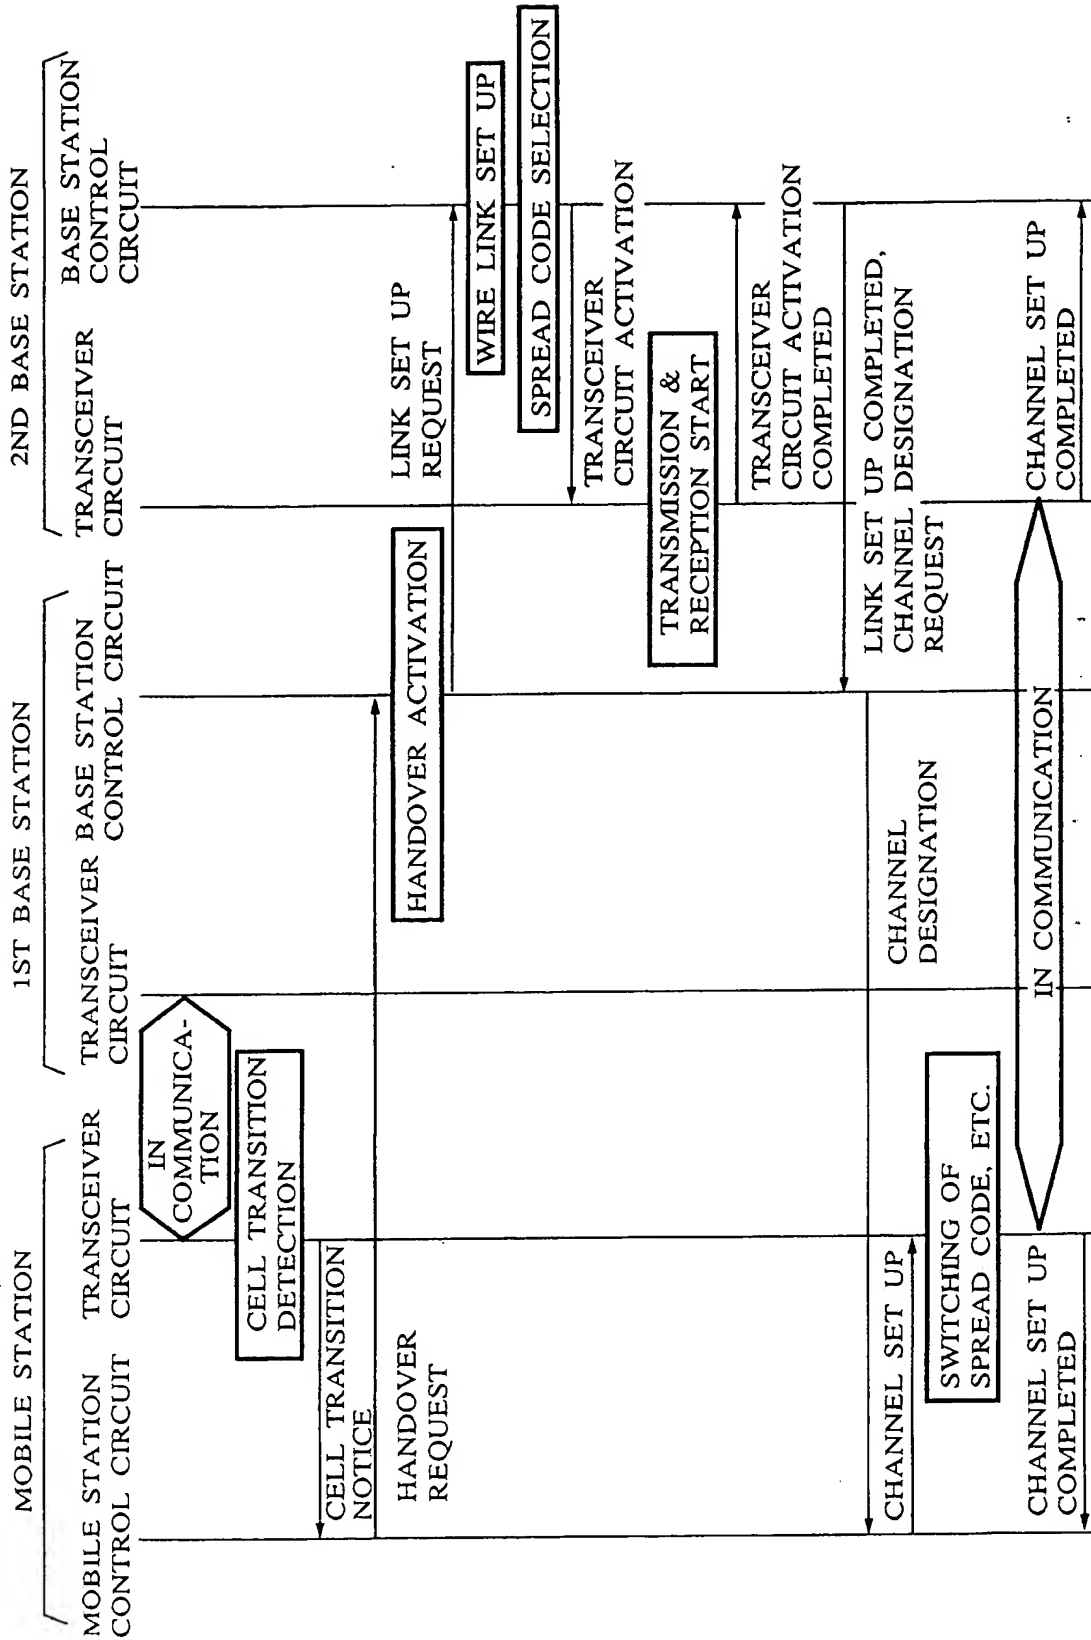 MOBILE STATION
1ST BASE STATION
2ND BASE STATION
MOBILE STATION
CONTROL CIRCUIT
TRANSCEIVER
CIRCUIT
TRANSCEIVER
CIRCUIT
BASE STATION
CONTROL CIRCUIT
TRANSCEIVER
CIRCUIT
BASE STATION
CONTROL
CIRCUIT
IN
COMMUNICA-
TION
CELL TRANSITION
DETECTION
CELL TRANSITION
NOTICE
HANDOVER
REQUEST
HANDOVER ACTIVATION
LINK SET UP
REQUEST
WIRE LINK SET UP
SPREAD CODE SELECTION
TRANSCEIVER
CIRCUIT ACTIVATION
TRANSMISSION &
RECEPTION START
TRANSCEIVER
CIRCUIT ACTIVATION
COMPLETED
LINK SET UP COMPLETED,
CHANNEL DESIGNATION
REQUEST
CHANNEL
DESIGNATION
CHANNEL SET UP
SWITCHING OF
SPREAD CODE, ETC.
IN COMMUNICATION
CHANNEL SET UP
COMPLETED
CHANNEL SET UP
COMPLETED